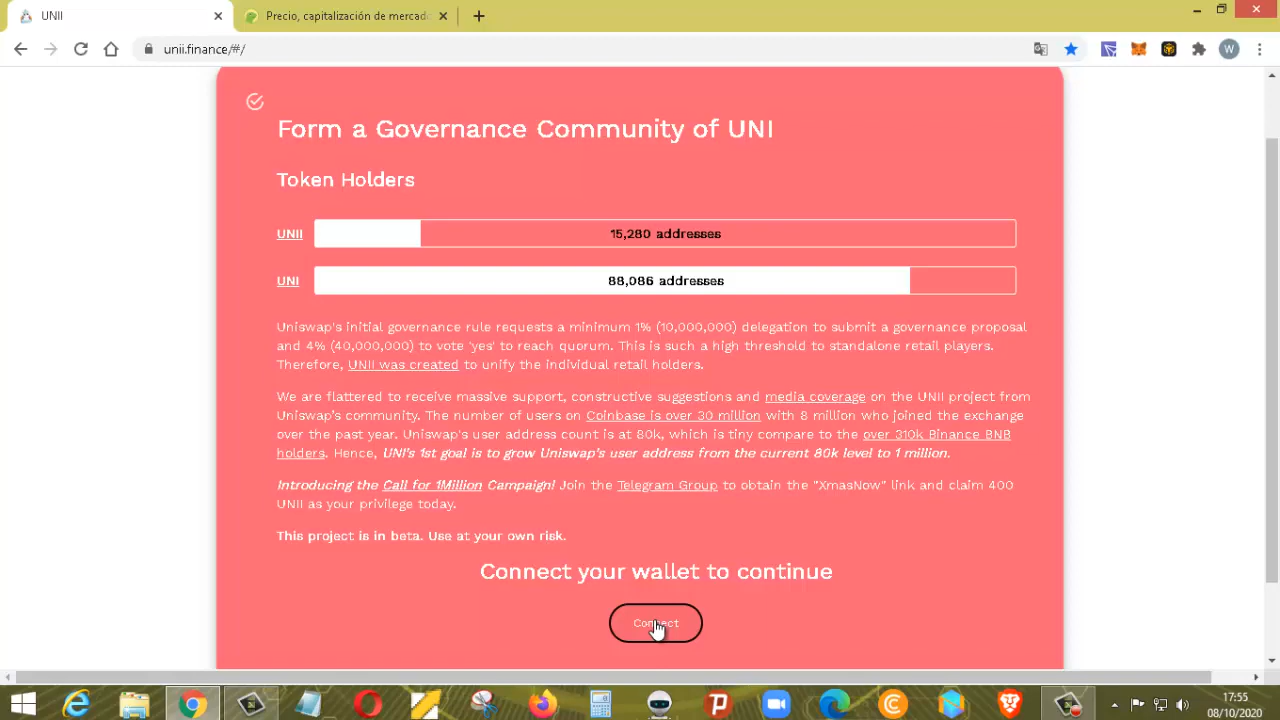 UNII
Precio, capitalización de mercad
unii.finance/#/
W
Form a Governance Community of UNI
Token Holders
UNII 15,280 addresses
UNI 88,086 addresses
Uniswap's initial governance rule requests a minimum 1% (10,000,000) delegation to submit a governance proposal
and 4% (40,000,000) to vote 'yes' to reach quorum. This is such a high threshold to standalone retail players.
Therefore, UNII was created to unify the individual retail holders.
We are flattered to receive massive support, constructive suggestions and media coverage on the UNII project from
Uniswap's community. The number of users on Coinbase is over 30 million with 8 million who joined the exchange
over the past year. Uniswap's user address count is at 80k, which is tiny compare to the over 310k Binance BNB
holders. Hence, UNI's 1st goal is to grow Uniswap's user address from the current 80k level to 1 million.
Introducing the Call for 1Million Campaign! Join the Telegram Group to obtain the "XmasNow" link and claim 400
UNII as your privilege today.
This project is in beta. Use at your own risk.
Connect your wallet to continue
Connect
17:55
08/10/2020